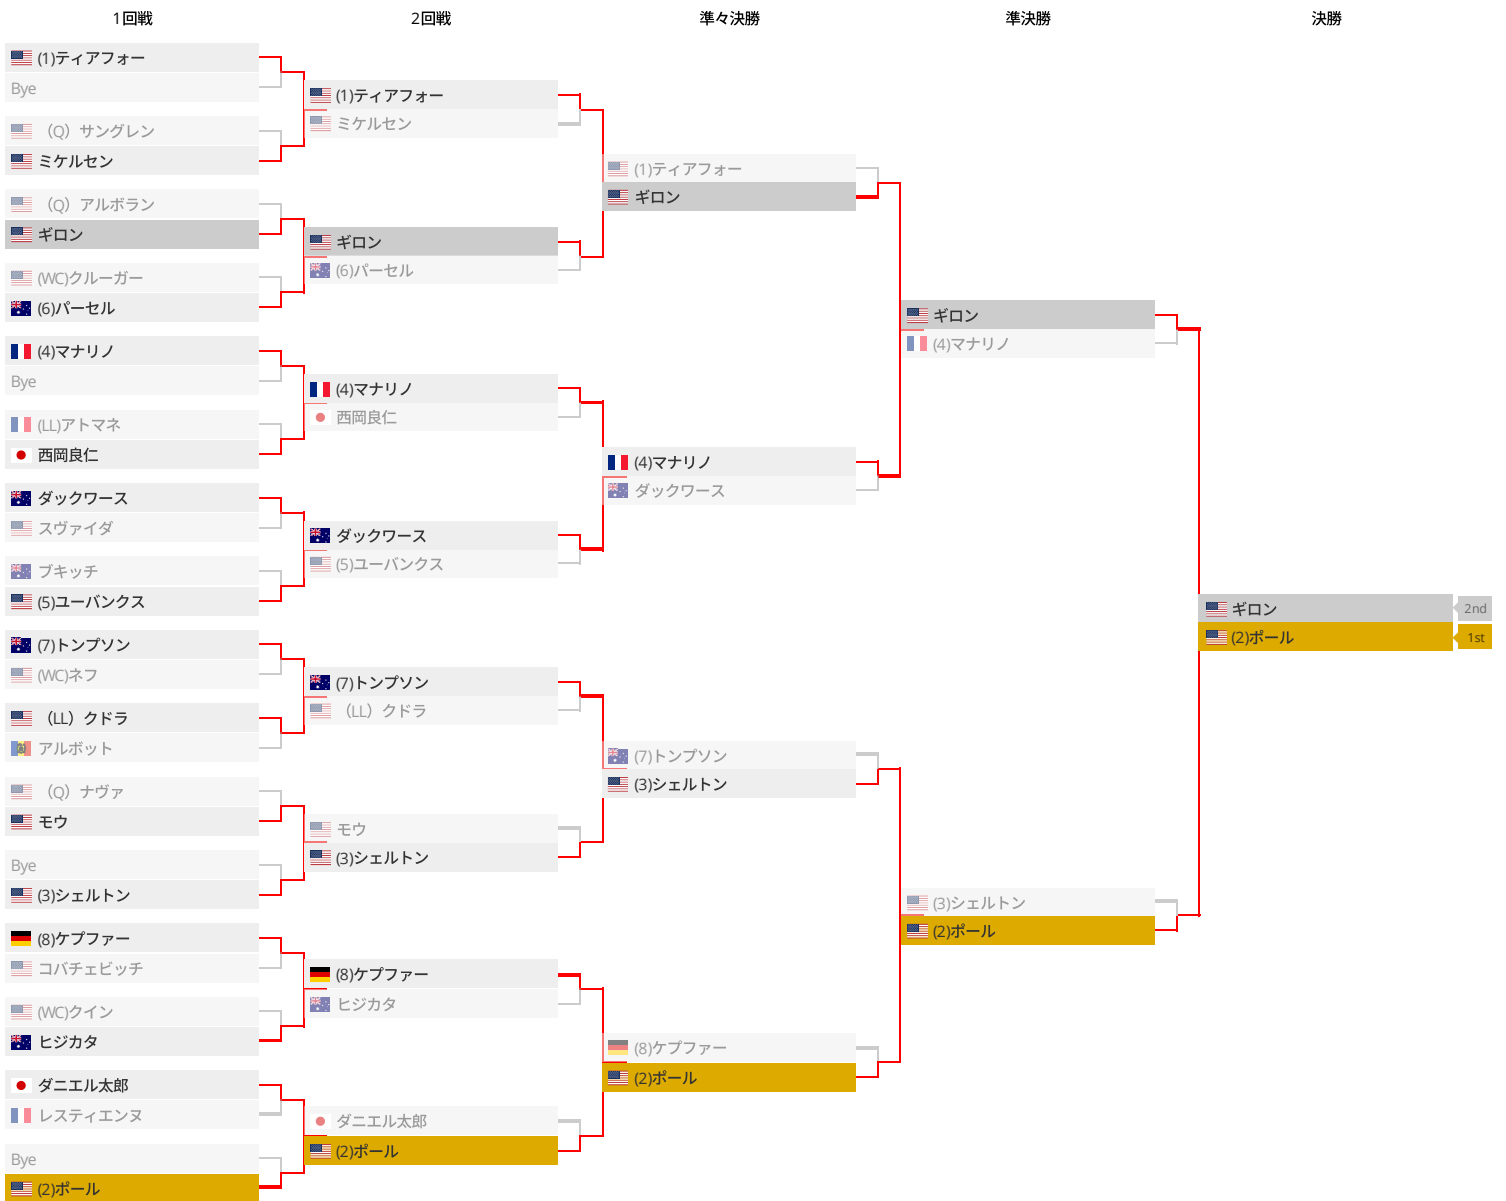 1回戦
2回戦
準々決勝
準決勝
決勝
(1)ティアフォー
Bye
（Q）サングレン
ミケルセン
（Q）アルボラン
ギロン
(WC)クルーガー
(6)パーセル
(4)マナリノ
Bye
(LL)アトマネ
西岡良仁
ダックワース
スヴァイダ
ブキッチ
(5)ユーバンクス
(7)トンプソン
(WC)ネフ
（LL）クドラ
アルボット
（Q）ナヴァ
モウ
Bye
(3)シェルトン
(8)ケプファー
コバチェビッチ
(WC)クイン
ヒジカタ
ダニエル太郎
レスティエンヌ
Bye
(2)ポール
(1)ティアフォー
ミケルセン
ギロン
(6)パーセル
(4)マナリノ
西岡良仁
ダックワース
(5)ユーバンクス
(7)トンプソン
（LL）クドラ
モウ
(3)シェルトン
(8)ケプファー
ヒジカタ
ダニエル太郎
(2)ポール
(1)ティアフォー
ギロン
(4)マナリノ
ダックワース
(7)トンプソン
(3)シェルトン
(8)ケプファー
(2)ポール
ギロン
(4)マナリノ
(3)シェルトン
(2)ポール
ギロン
2nd
(2)ポール
1st